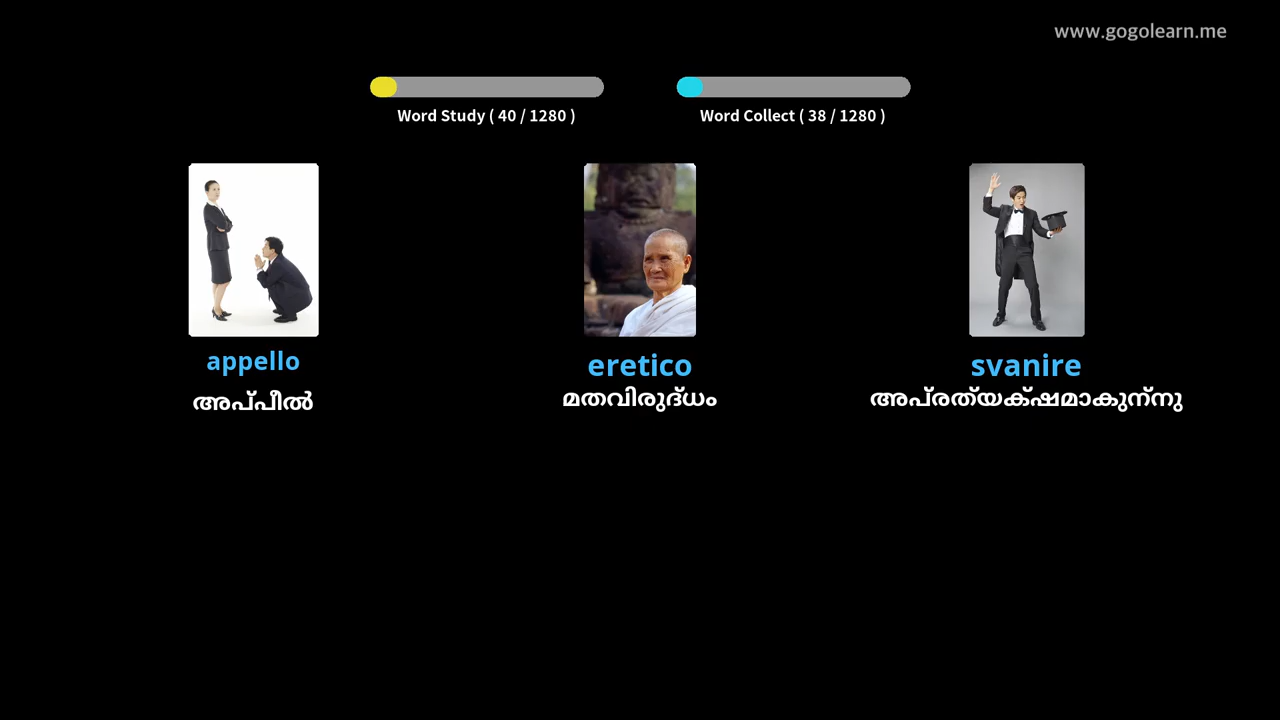 www.gogolearn.me
Word Study ( 40 / 1280 )
Word Collect ( 38 / 1280 )
appello
eretico
svanire
അപ്പീൽ
മതവിരുദ്ധം
അപ്രത്യക്ഷമാകുന്നു